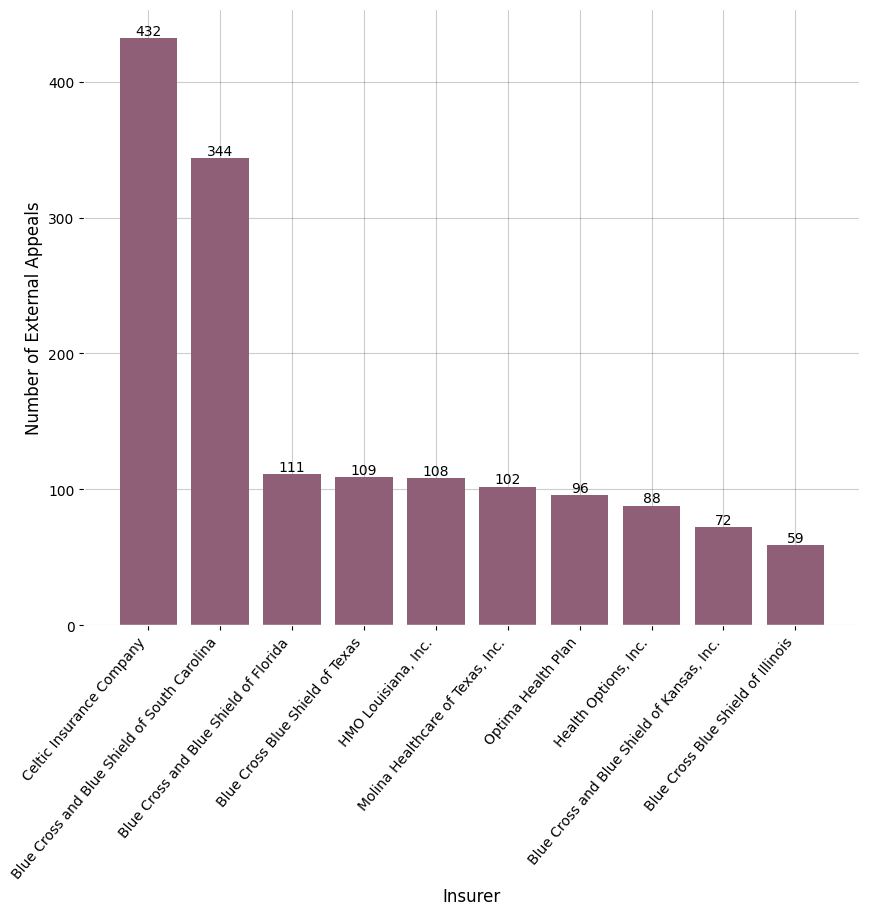 432
344
111
109
108
102
96
88
72
59
400
300
200
100
0
Number of External Appeals
Celtic Insurance Company
Blue Cross and Blue Shield of South Carolina
Blue Cross and Blue Shield of Florida
Blue Cross Blue Shield of Texas
HMO Louisiana, Inc.
Molina Healthcare of Texas, Inc.
Optima Health Plan
Health Options, Inc.
Blue Cross and Blue Shield of Kansas, Inc.
Blue Cross Blue Shield of Illinois
Insurer